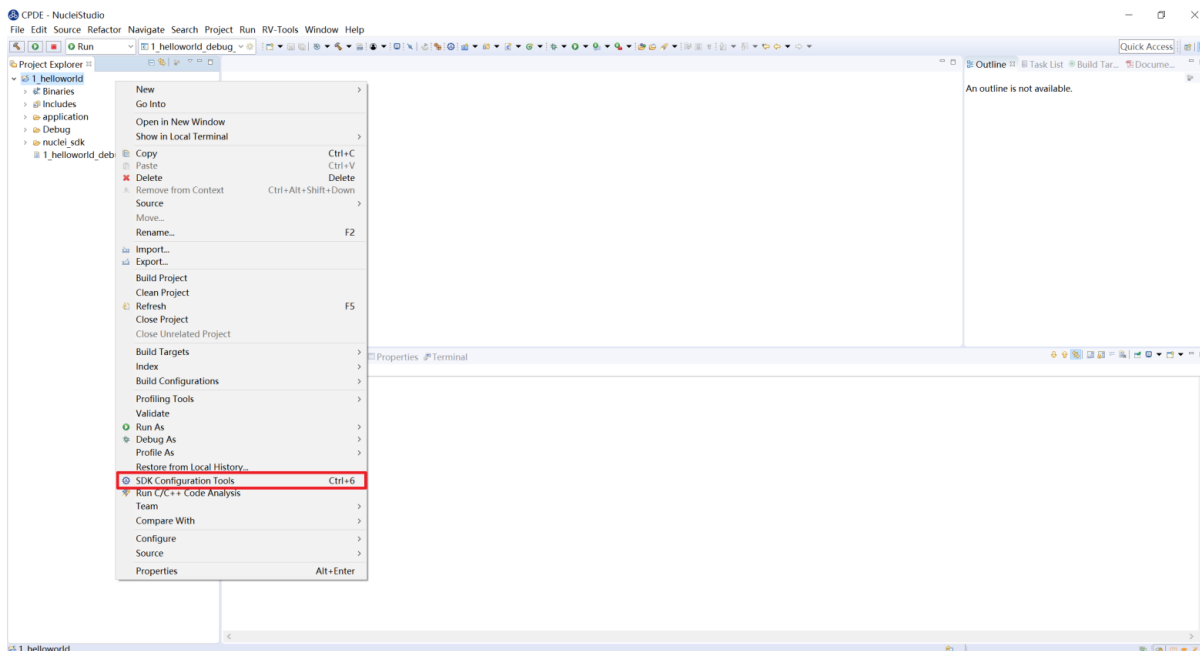 CPDE - NucleiStudio
File Edit Source Refactor Navigate Search Project Run RV-Tools Window Help
Run 1_helloworld_debug_ Quick Access
Project Explorer
1_helloworld
Binaries
Includes
application
Debug
nuclei_sdk
1_helloworld_deb
New
Go Into
Open in New Window
Show in Local Terminal
Copy Ctrl+C
Paste Ctrl+V
Delete Delete
Remove from Context Ctrl+Alt+Shift+Down
Source
Move...
Rename... F2
Import...
Export...
Build Project
Clean Project
Refresh F5
Close Project
Close Unrelated Project
Build Targets
Index
Build Configurations
Profiling Tools
Validate
Run As
Debug As
Profile As
Restore from Local History...
SDK Configuration Tools Ctrl+6
Run C/C++ Code Analysis
Team
Compare With
Configure
Source
Properties Alt+Enter
Properties Terminal
Outline Task List Build Tar... Docume...
An outline is not available.
1_helloworld